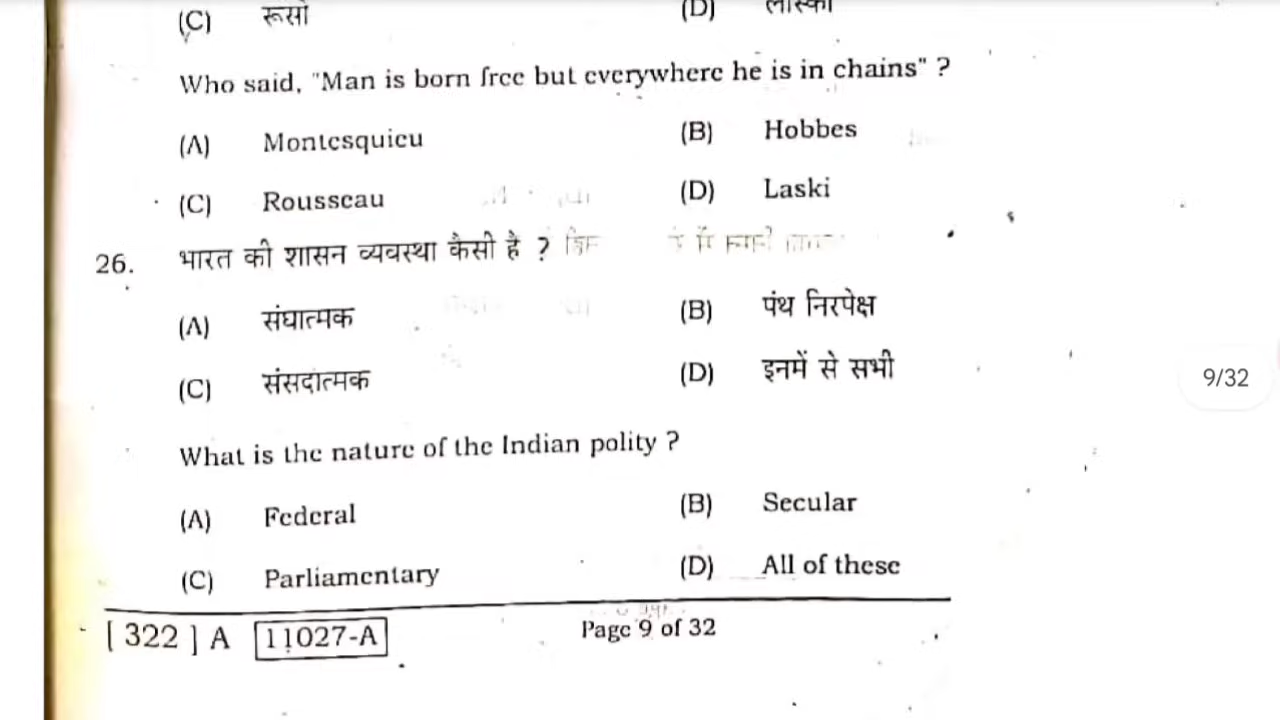 (C) रूसो (D) लास्की
Who said, "Man is born free but everywhere he is in chains" ?
(A) Montesquieu (B) Hobbes
(C) Rousseau (D) Laski
26. भारत की शासन व्यवस्था कैसी है ?
(A) संघात्मक (B) पंथ निरपेक्ष
(C) संसदात्मक (D) इनमें से सभी
What is the nature of the Indian polity ?
(A) Federal (B) Secular
(C) Parliamentary (D) All of these
[ 322 ] A 11027-A Page 9 of 32
9/32